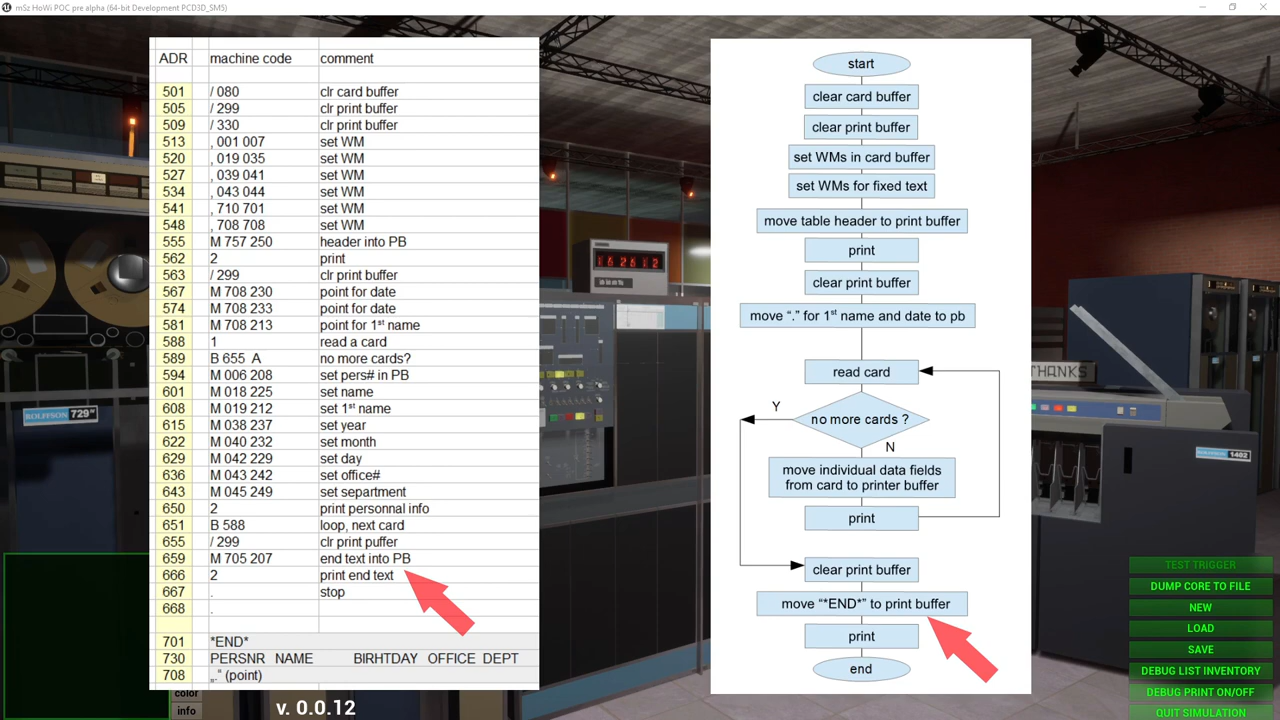 mSz HoWi POC pre alpha (64-bit Development PCD3D_SM5)
ADR machine code comment
501 / 080 clr card buffer
505 / 299 clr print buffer
509 / 330 clr print buffer
513 , 001 007 set WM
520 , 019 035 set WM
527 , 039 041 set WM
534 , 043 044 set WM
541 , 710 701 set WM
548 , 708 708 set WM
555 M 757 250 header into PB
562 2 print
563 / 299 clr print buffer
567 M 708 230 point for date
574 M 708 233 point for date
581 M 708 213 point for 1st name
588 1 read a card
589 B 655 A no more cards?
594 M 006 208 set pers# in PB
601 M 018 225 set name
608 M 019 212 set 1st name
615 M 038 237 set year
622 M 040 232 set month
629 M 042 229 set day
636 M 043 242 set office#
643 M 045 249 set separtment
650 2 print personnal info
651 B 588 loop, next card
655 / 299 clr print puffer
659 M 705 207 end text into PB
666 2 print end text
667 . stop
668 .
701 *END*
730 PERSNR NAME BIRHTDAY OFFICE DEPT
708 „.“ (point)
start
clear card buffer
clear print buffer
set WMs in card buffer
set WMs for fixed text
move table header to print buffer
print
clear print buffer
move “.” for 1st name and date to pb
read card
no more cards ?
Y
N
move individual data fields
from card to printer buffer
print
clear print buffer
move “*END*” to print buffer
print
end
ROLFFSON 729
THANKS
ROLFFSON 1402
TEST TRIGGER
DUMP CORE TO FILE
NEW
LOAD
SAVE
DEBUG LIST INVENTORY
DEBUG PRINT ON/OFF
QUIT SIMULATION
color
info
v. 0.0.12